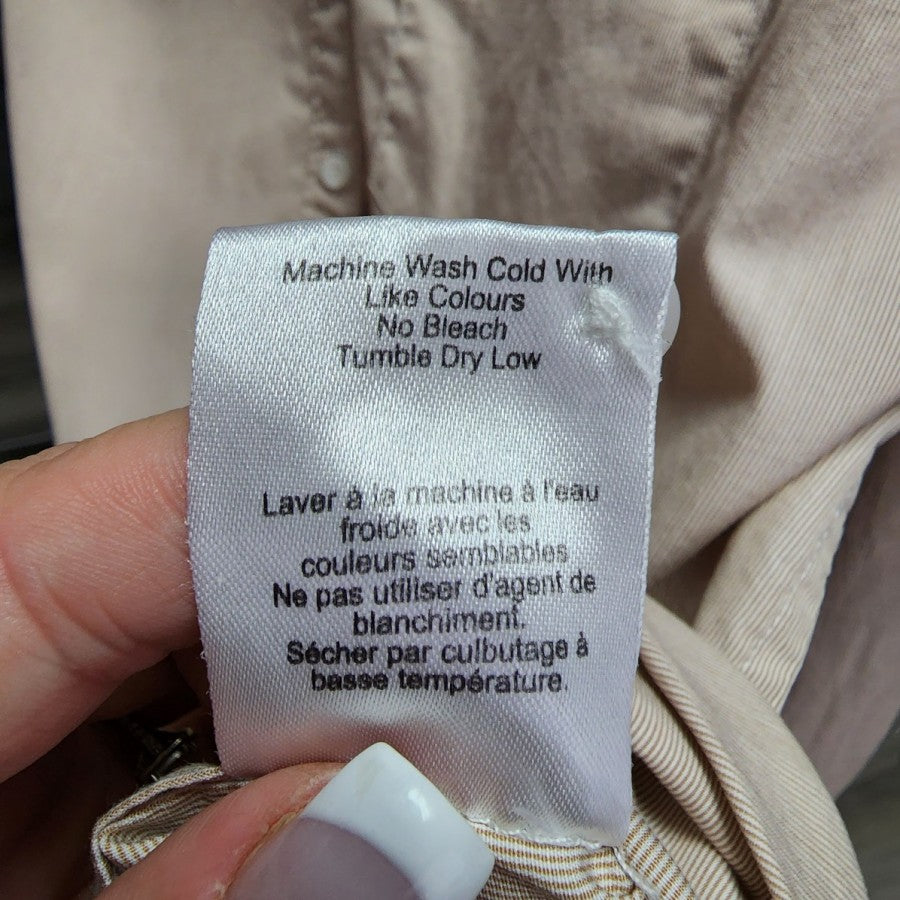 Machine Wash Cold With
Like Colours
No Bleach
Tumble Dry Low
Laver à la machine à l'eau
froide avec les
couleurs semblables
Ne pas utiliser d'agent de
blanchiment.
Sécher par culbutage à
basse température.